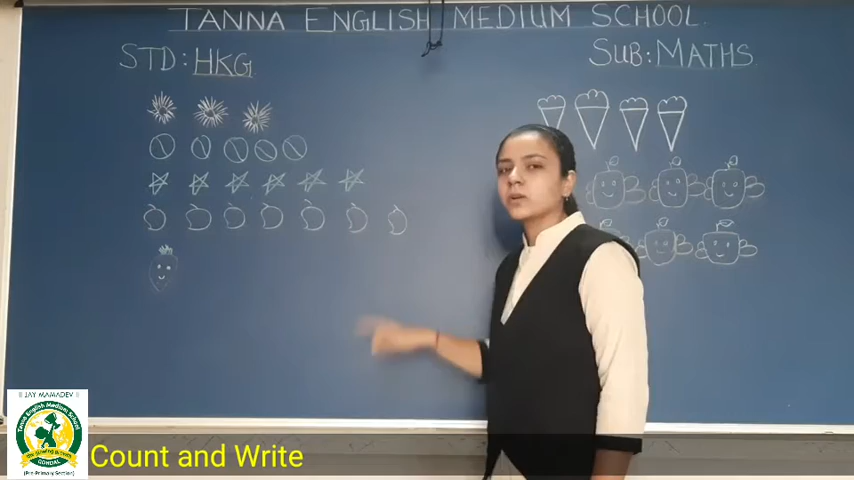 TANNA ENGLISH MEDIUM SCHOOL.
STD: HKG
SUB: MATHS
|| JAY MAMADEV ||
Tanna English Medium School
GONDAL
(Pre-Primary Section)
Count and Write